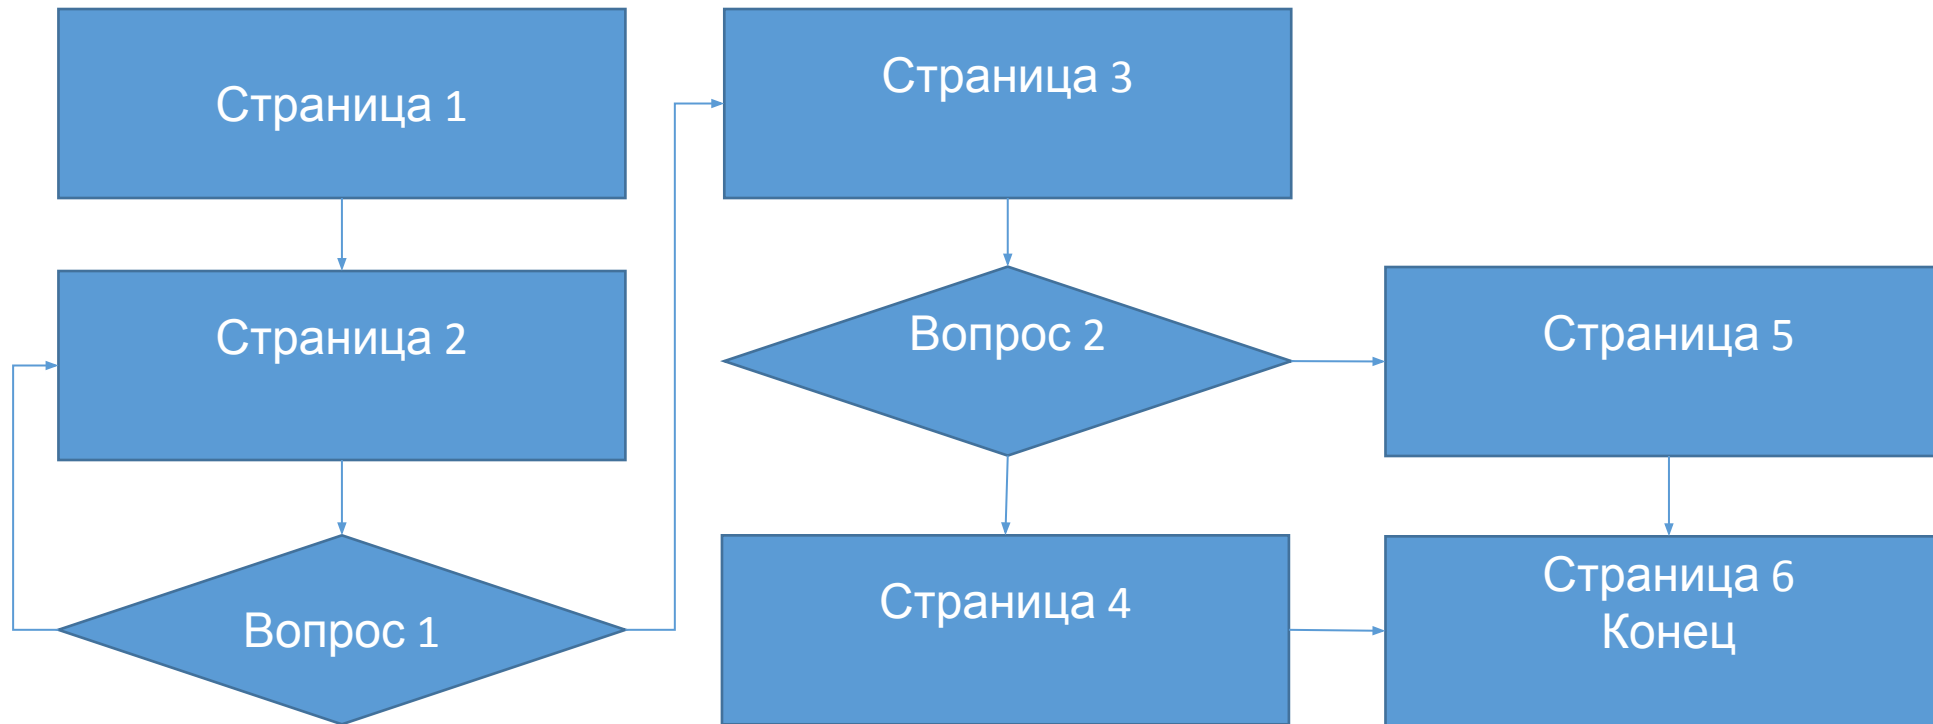 Страница 1
Страница 2
Вопрос 1
Страница 3
Вопрос 2
Страница 4
Страница 5
Страница 6
Конец